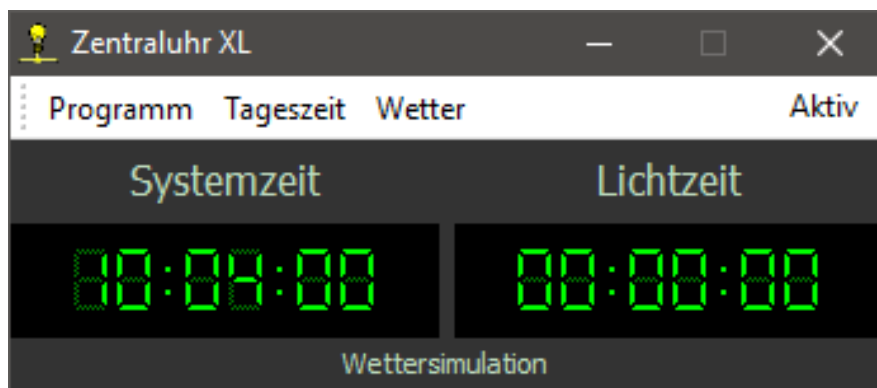 Zentraluhr XL
Programm Tageszeit Wetter Aktiv
Systemzeit Lichtzeit
10:04:00 00:00:00
Wettersimulation